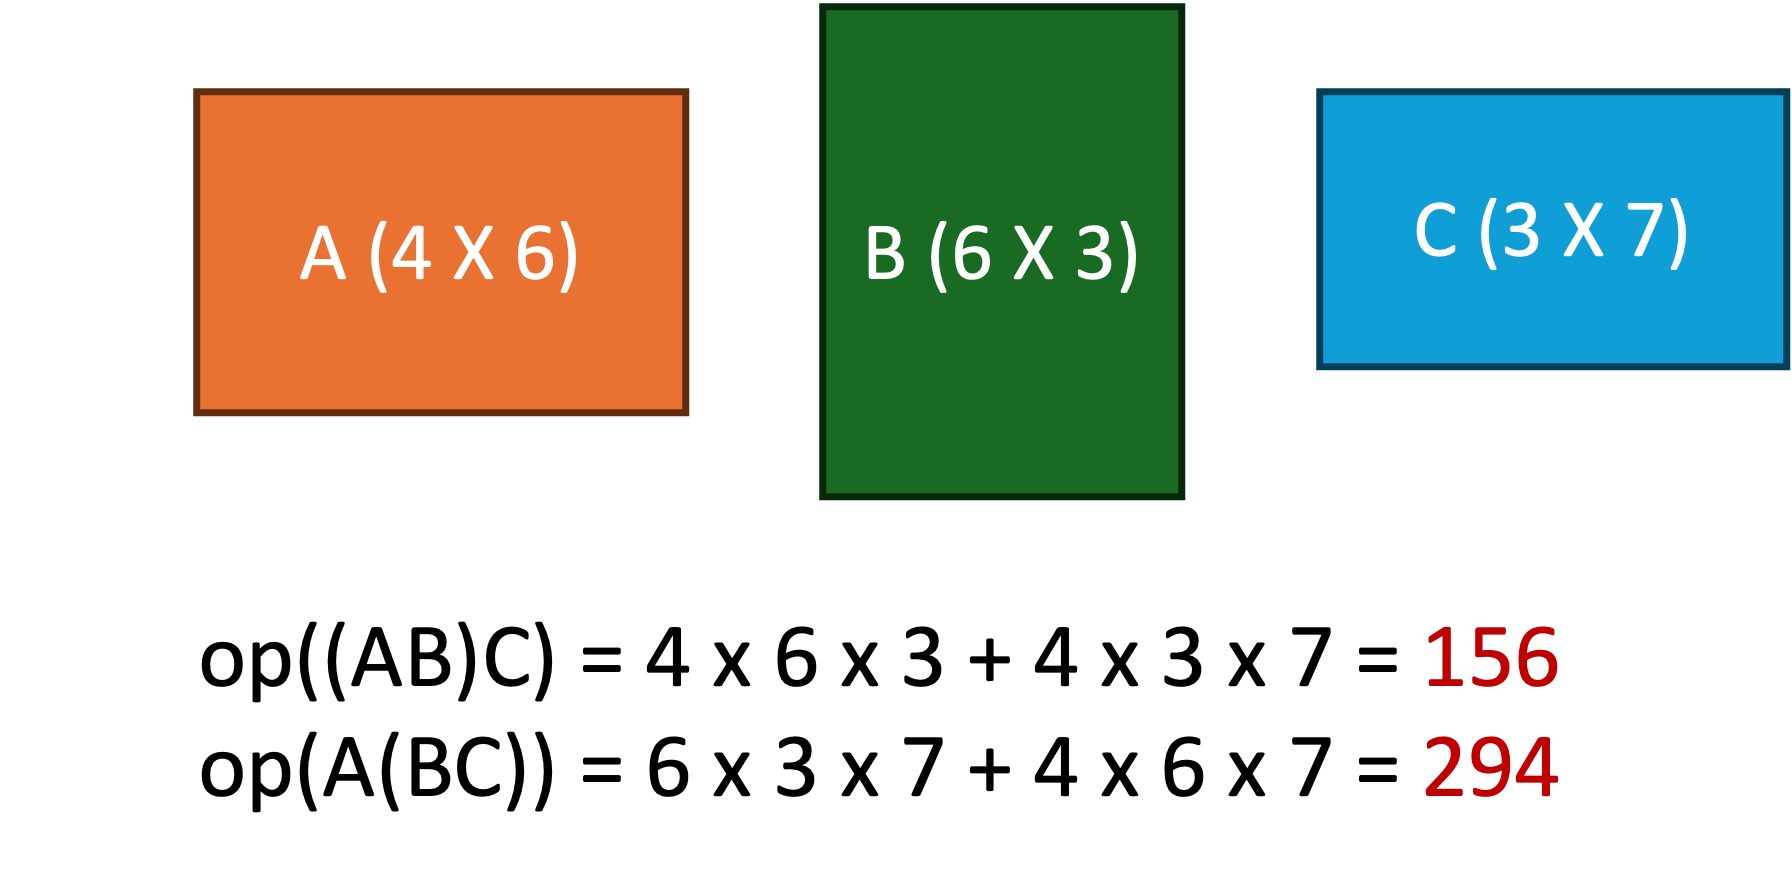 A (4 X 6)
B (6 X 3)
C (3 X 7)
op((AB)C) = 4 x 6 x 3 + 4 x 3 x 7 = 156
op(A(BC)) = 6 x 3 x 7 + 4 x 6 x 7 = 294